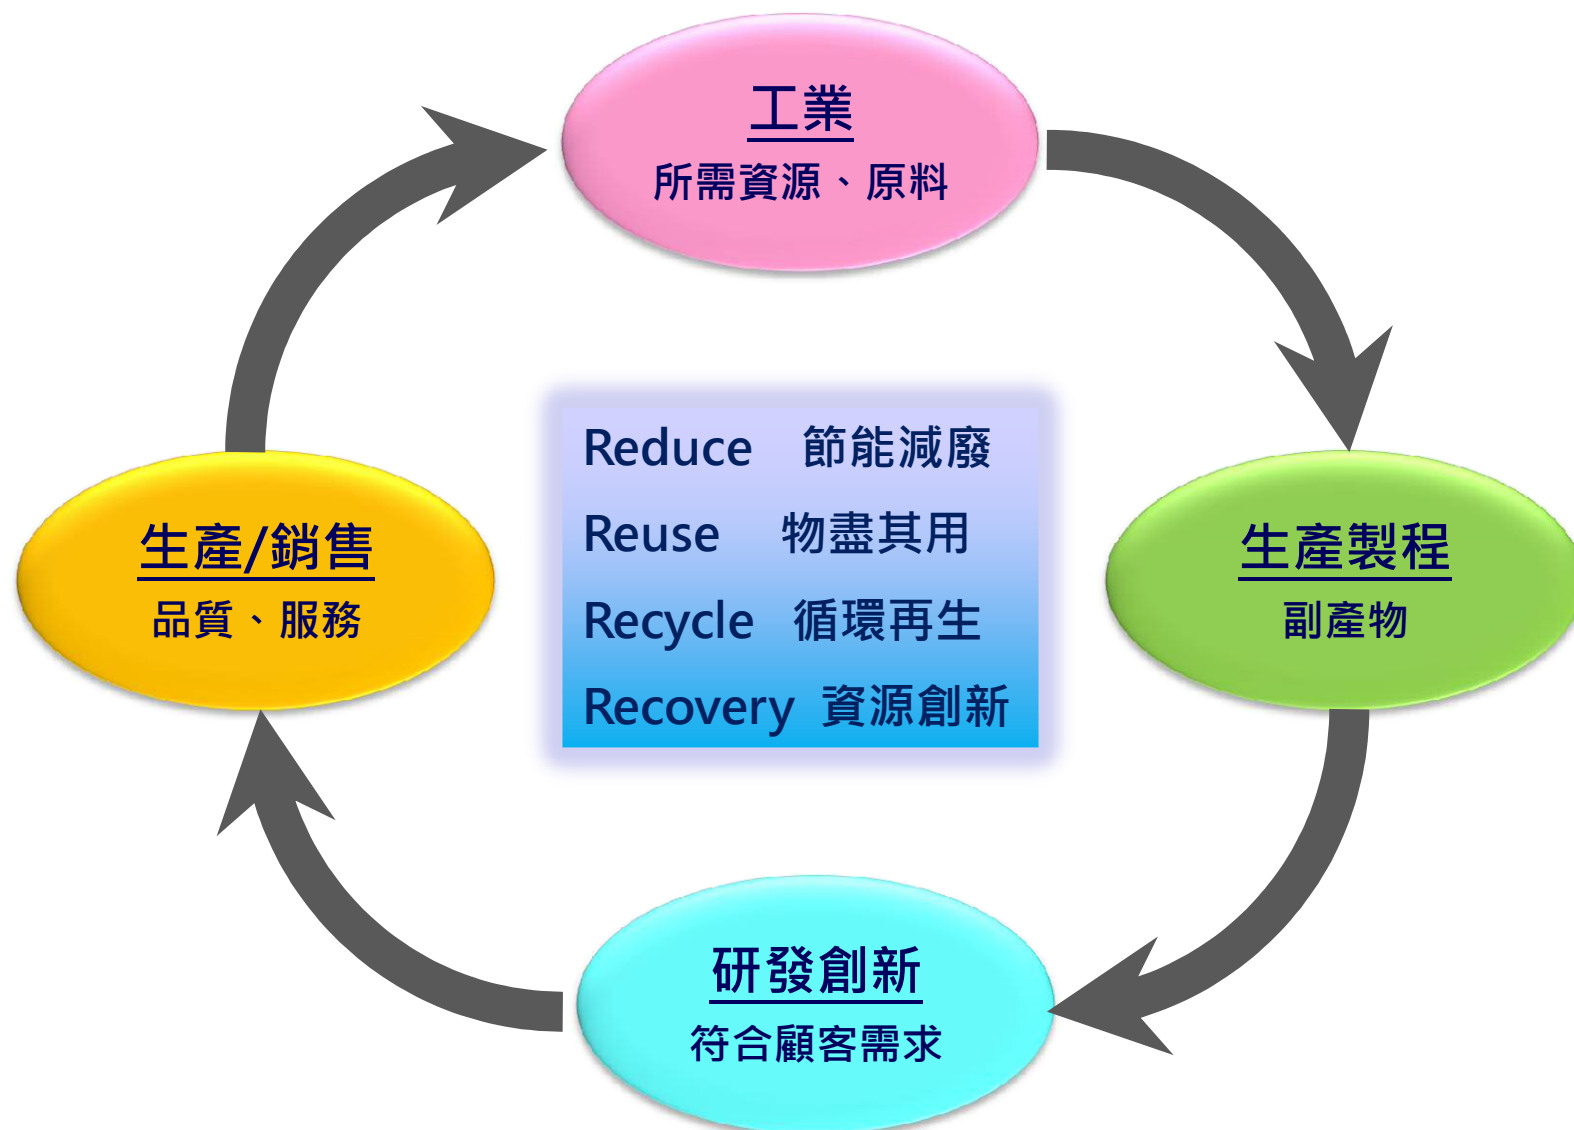 工業
所需資源、原料
Reduce 節能減廢
Reuse 物盡其用
Recycle 循環再生
Recovery 資源創新
生產/銷售
品質、服務
生產製程
副產物
研發創新
符合顧客需求